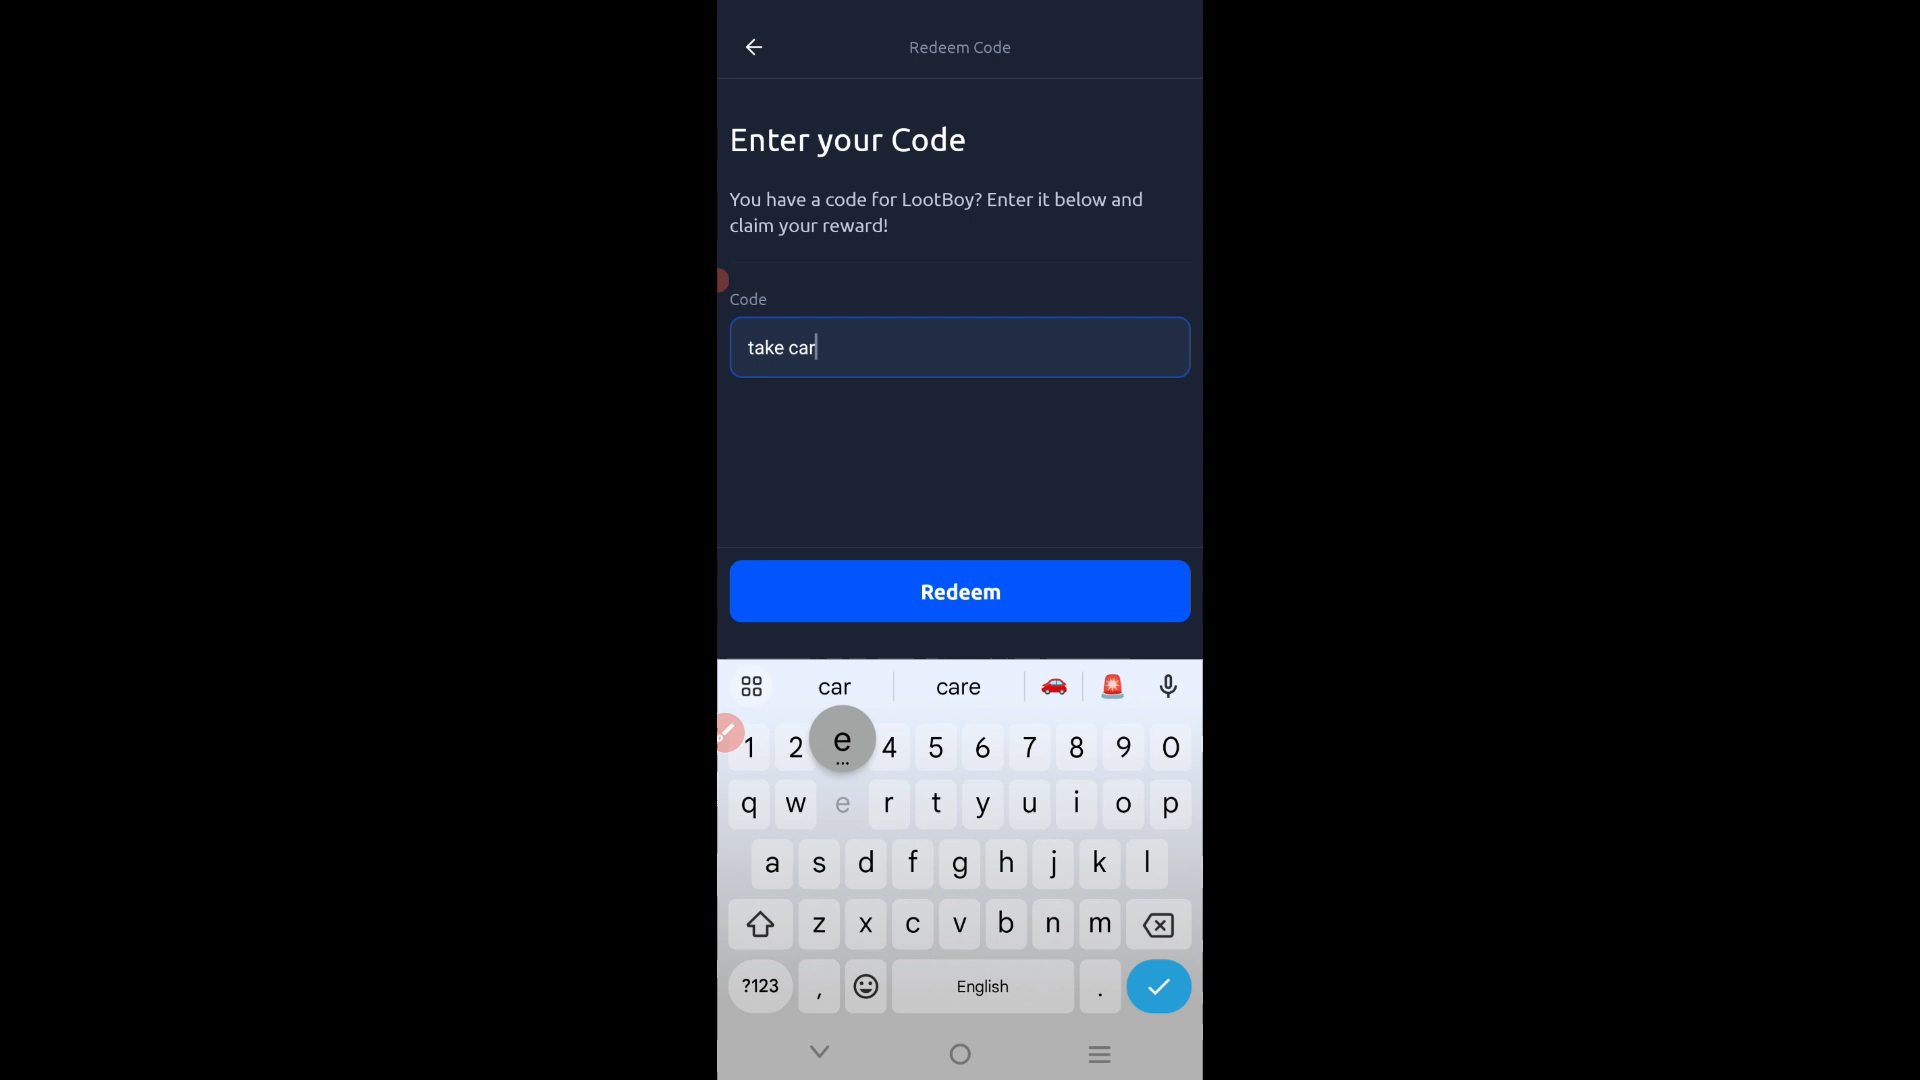 Redeem Code
Enter your Code
You have a code for LootBoy? Enter it below and
claim your reward!
Code
take car
Redeem
car care
1 2 e 4 5 6 7 8 9 0
q w e r t y u i o p
a s d f g h j k l
z x c v b n m
?123 , English .